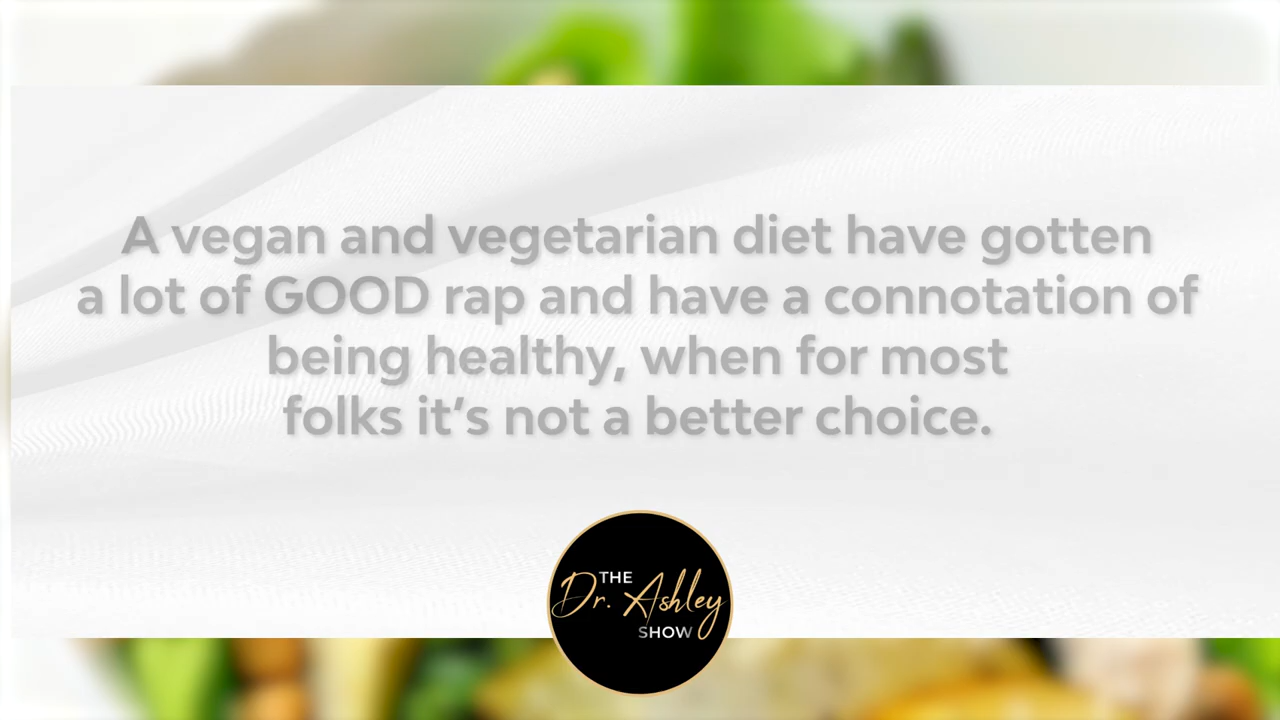 A vegan and vegetarian diet have gotten
a lot of GOOD rap and have a connotation of
being healthy, when for most
folks it’s not a better choice.
THE
Dr. Ashley
SHOW